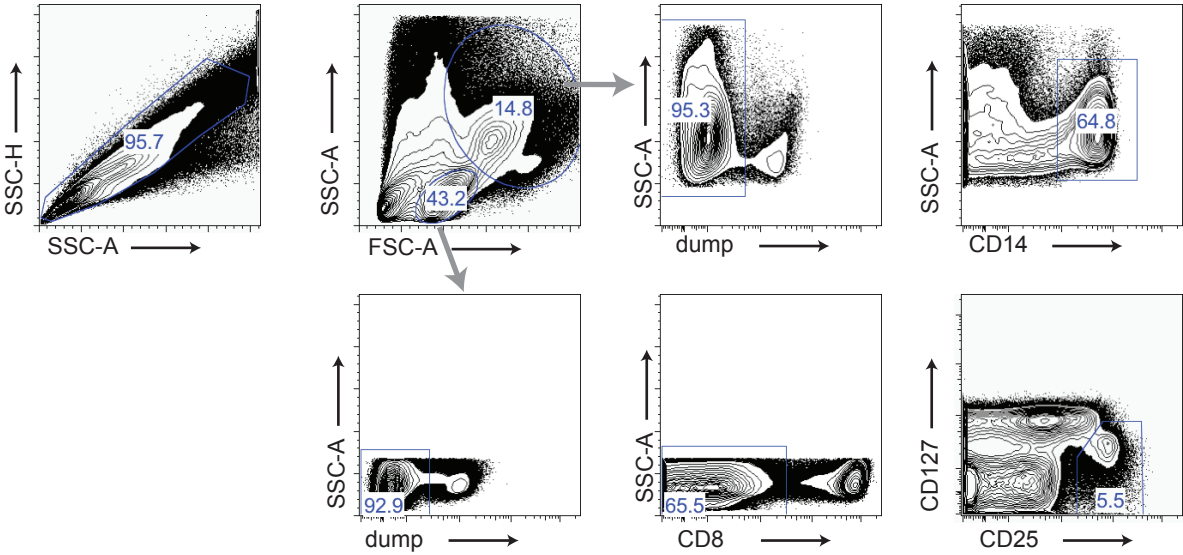 SSC-H
95.7
SSC-A
SSC-A
14.8
43.2
FSC-A
SSC-A
95.3
dump
SSC-A
64.8
CD14
SSC-A
92.9
dump
SSC-A
65.5
CD8
CD127
5.5
CD25